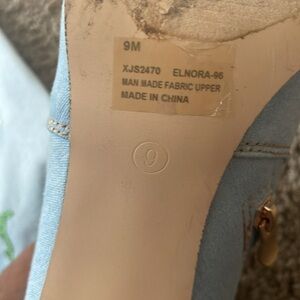 9M
XJS2470 ELNORA-96
MAN MADE FABRIC UPPER
MADE IN CHINA
9